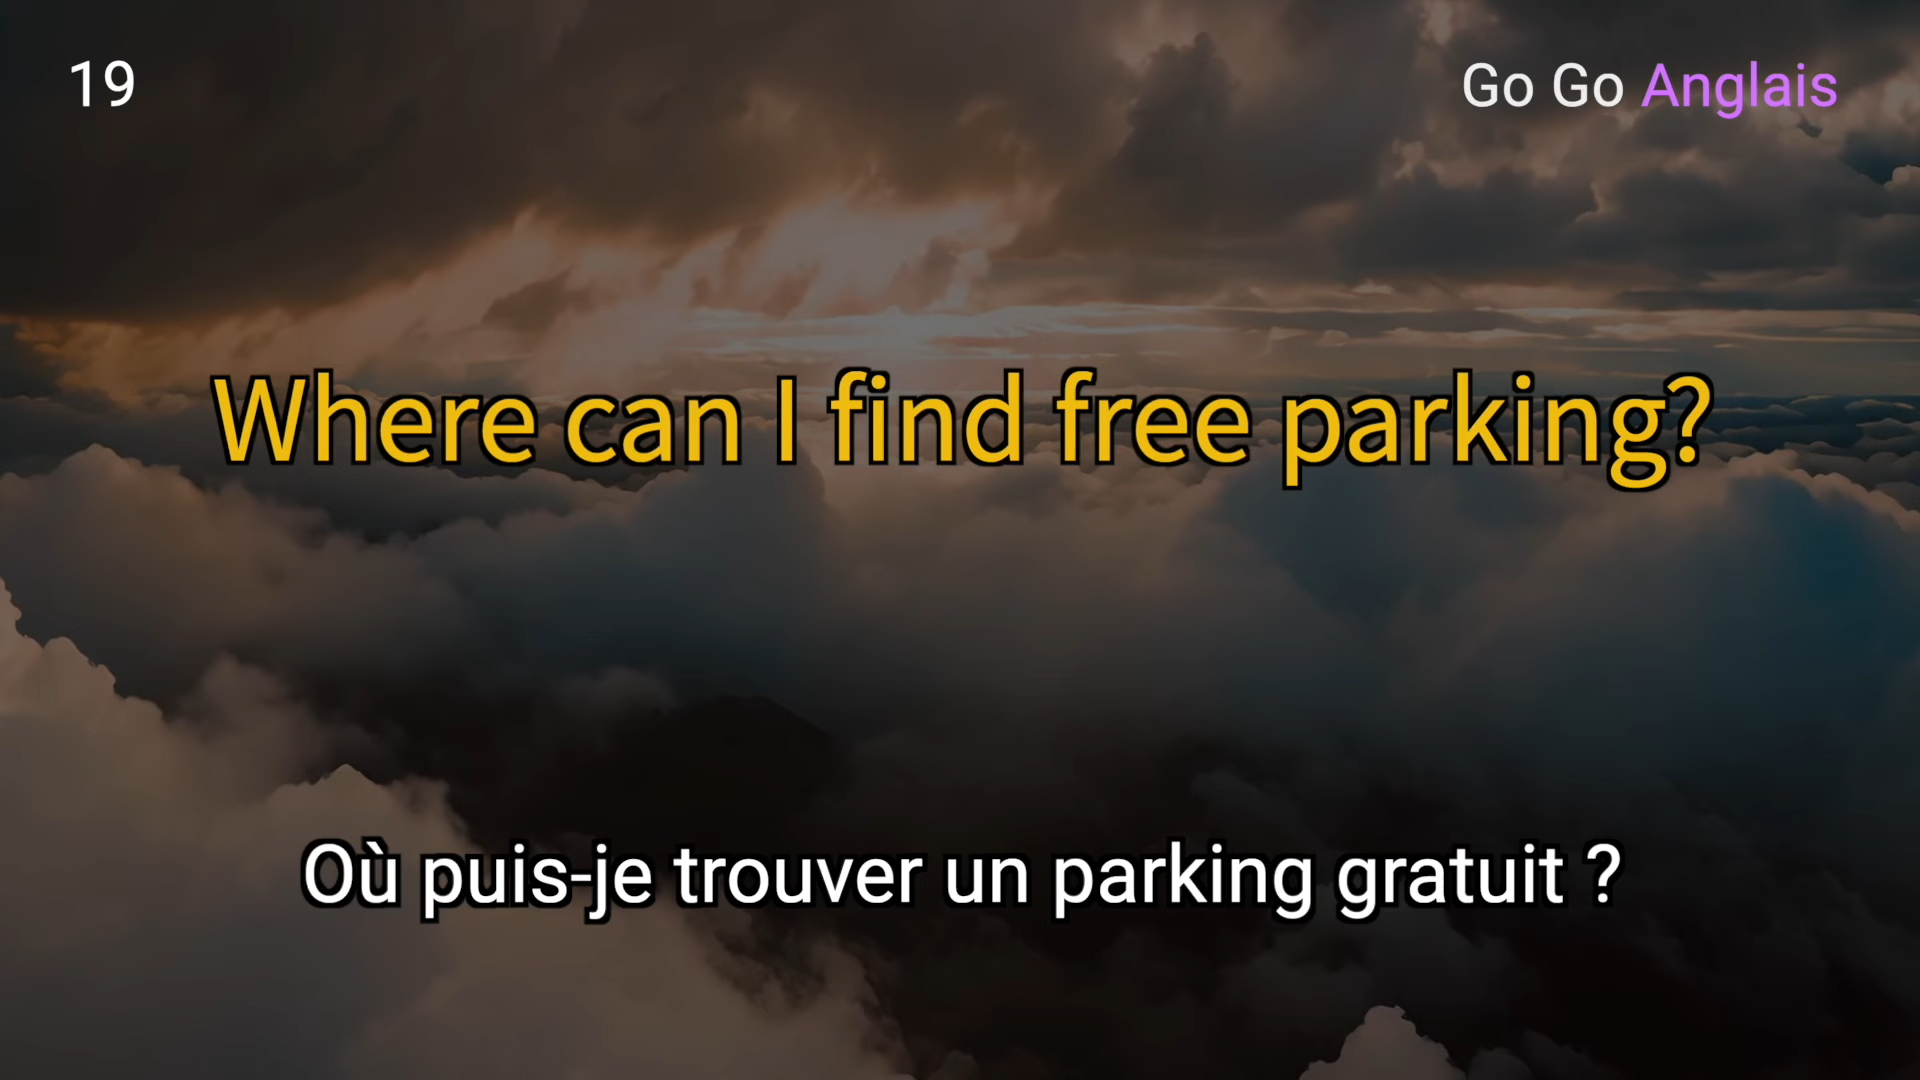 19
Go Go Anglais
Where can I find free parking?
Où puis-je trouver un parking gratuit ?